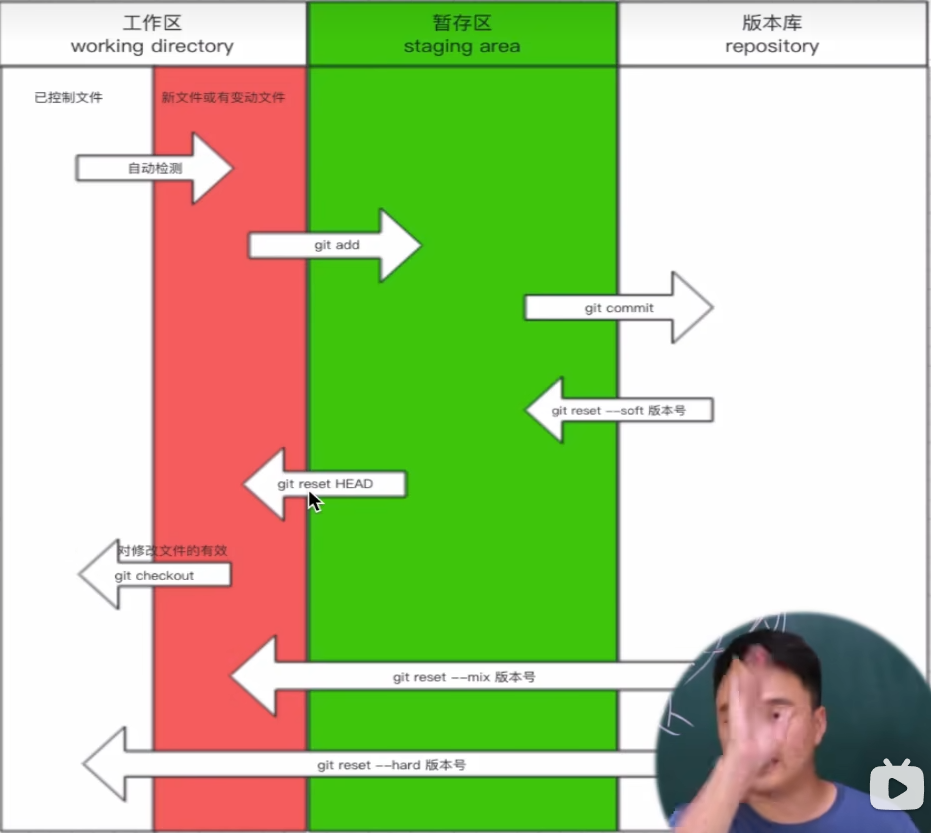 工作区
working directory
暂存区
staging area
版本库
repository
已控制文件
新文件或有变动文件
自动检测
git add
git commit
git reset --soft 版本号
git reset HEAD
对修改文件的有效
git checkout
git reset --mix 版本号
git reset --hard 版本号